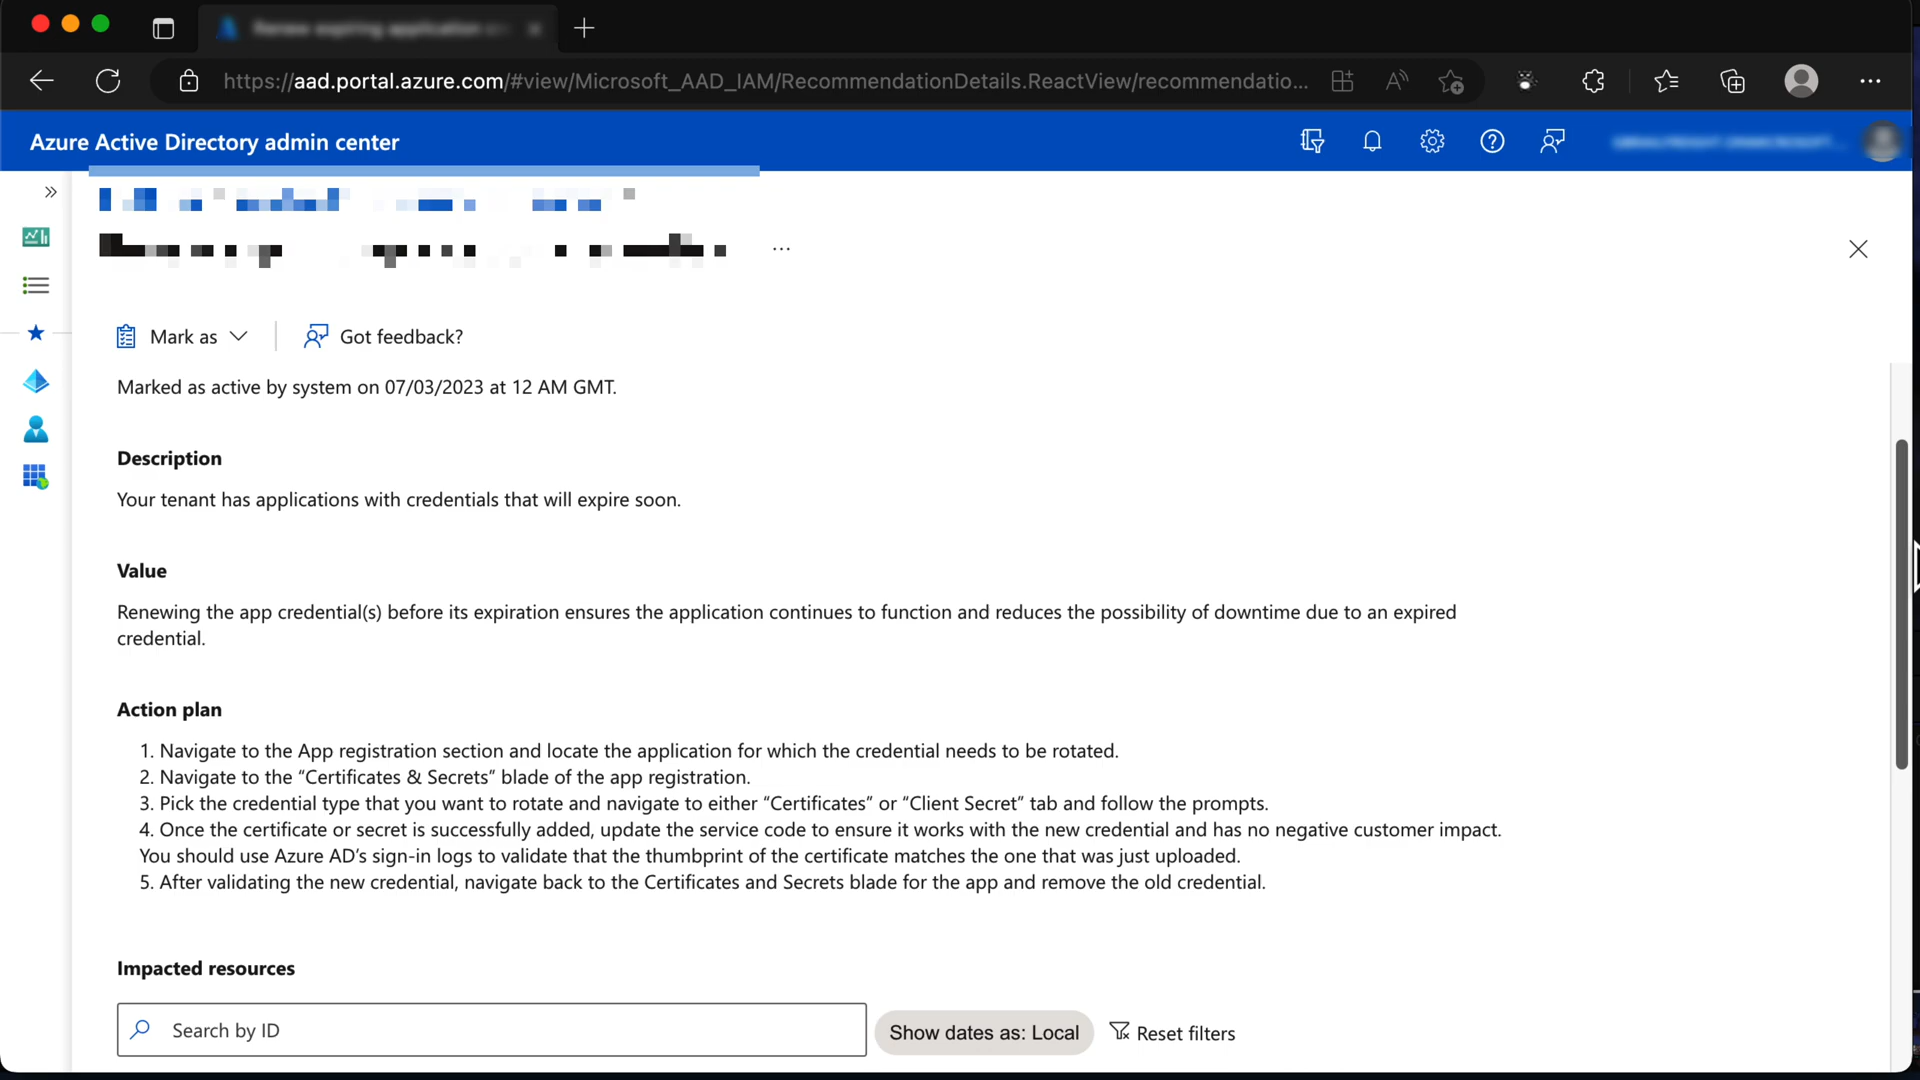 https://aad.portal.azure.com/#view/Microsoft_AAD_IAM/RecommendationDetails.ReactView/recommendatio...
Azure Active Directory admin center
Mark as
Got feedback?
Marked as active by system on 07/03/2023 at 12 AM GMT.
Description
Your tenant has applications with credentials that will expire soon.
Value
Renewing the app credential(s) before its expiration ensures the application continues to function and reduces the possibility of downtime due to an expired
credential.
Action plan
1. Navigate to the App registration section and locate the application for which the credential needs to be rotated.
2. Navigate to the “Certificates & Secrets” blade of the app registration.
3. Pick the credential type that you want to rotate and navigate to either “Certificates” or “Client Secret” tab and follow the prompts.
4. Once the certificate or secret is successfully added, update the service code to ensure it works with the new credential and has no negative customer impact.
You should use Azure AD’s sign-in logs to validate that the thumbprint of the certificate matches the one that was just uploaded.
5. After validating the new credential, navigate back to the Certificates and Secrets blade for the app and remove the old credential.
Impacted resources
Search by ID
Show dates as: Local
Reset filters